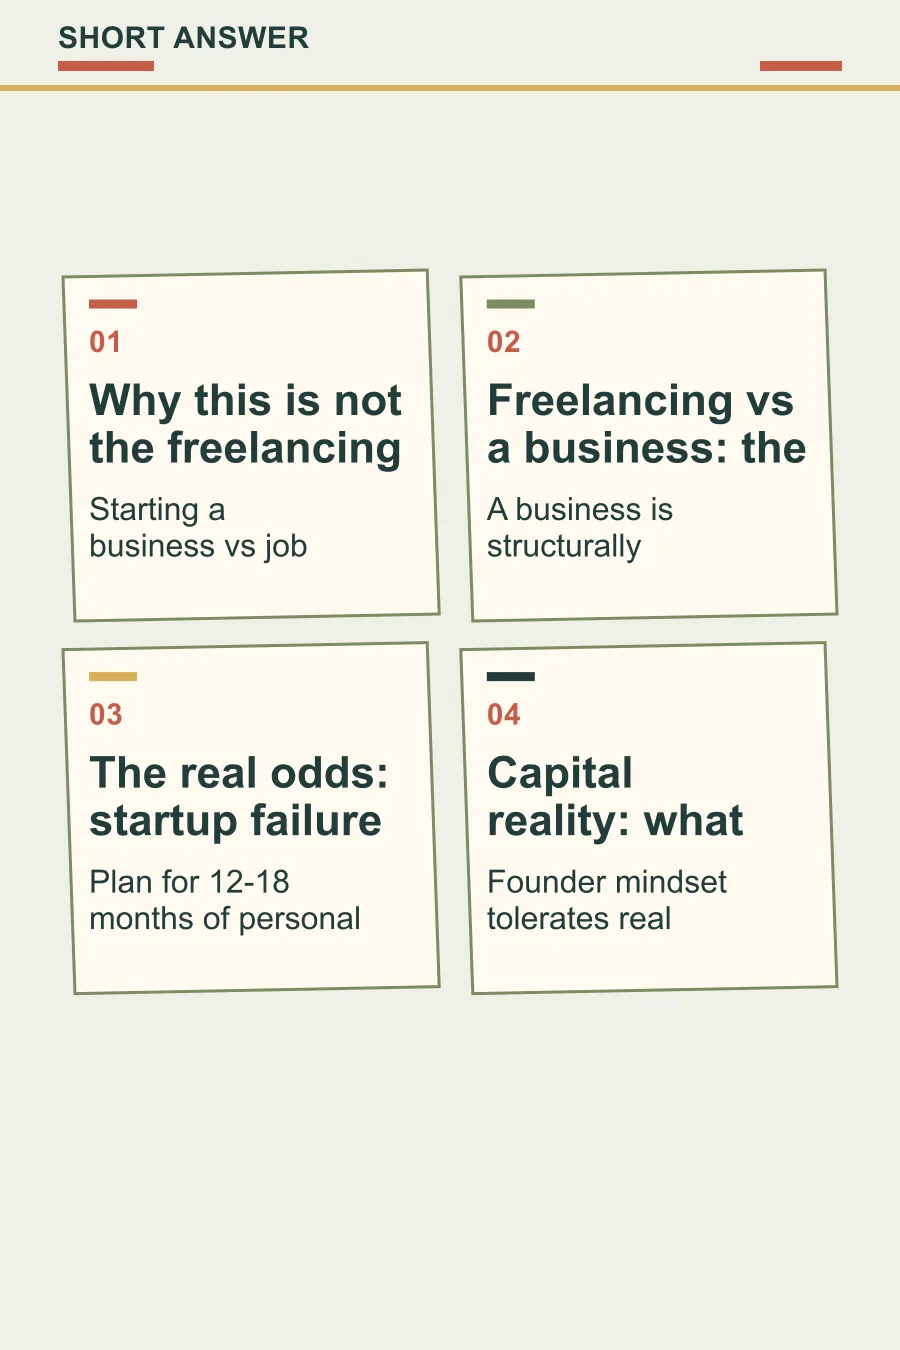 SHORT ANSWER
01
Why this is not
the freelancing
Starting a
business vs job
02
Freelancing vs
a business: the
A business is
structurally
03
The real odds:
startup failure
Plan for 12-18
months of personal
04
Capital
reality: what
Founder mindset
tolerates real